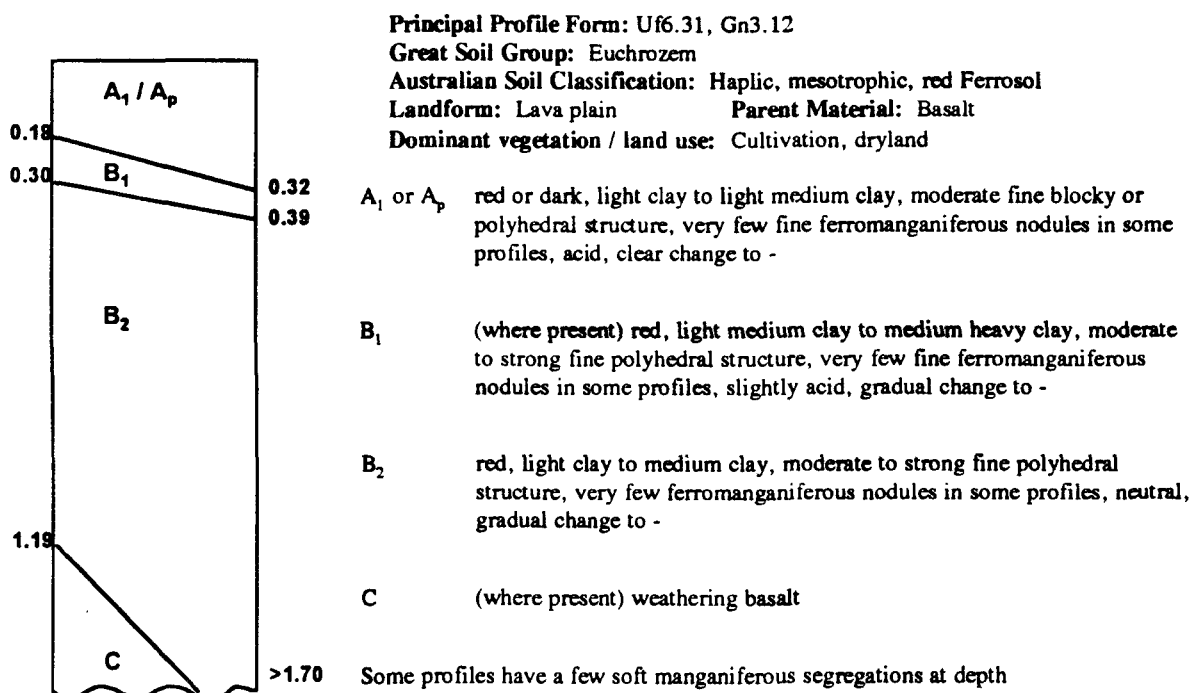 Principal Profile Form: Uf6.31, Gn3.12
Great Soil Group: Euchrozem
Australian Soil Classification: Haplic, mesotrophic, red Ferrosol
Landform: Lava plain Parent Material: Basalt
Dominant vegetation / land use: Cultivation, dryland
A₁ / Aₚ
0.18
0.30
B₁
0.32
0.39
A₁ or Aₚ red or dark, light clay to light medium clay, moderate fine blocky or
polyhedral structure, very few fine ferromanganiferous nodules in some
profiles, acid, clear change to -
B₂
B₁ (where present) red, light medium clay to medium heavy clay, moderate
to strong fine polyhedral structure, very few fine ferromanganiferous
nodules in some profiles, slightly acid, gradual change to -
B₂ red, light clay to medium clay, moderate to strong fine polyhedral
structure, very few ferromanganiferous nodules in some profiles, neutral,
gradual change to -
1.19
C (where present) weathering basalt
C
>1.70 Some profiles have a few soft manganiferous segregations at depth